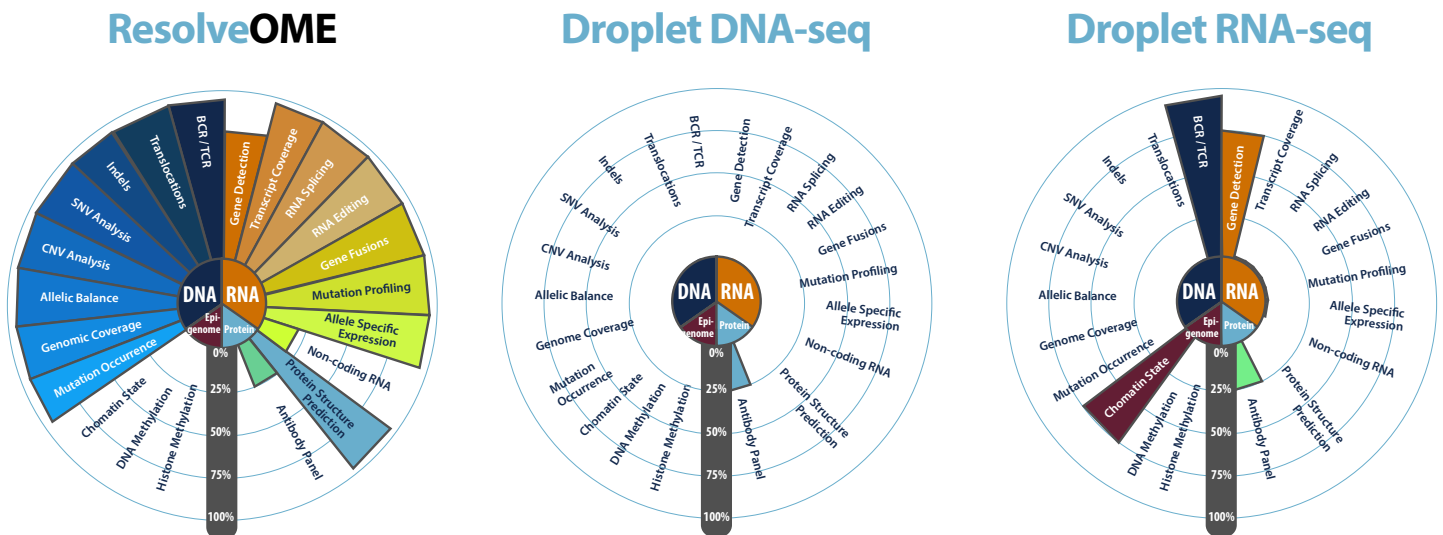 ResolveOME
BCR / TCR
Translocations
Indels
SNV Analysis
CNV Analysis
Allelic Balance
Genomic Coverage
Mutation Occurrence
Chomatin State
DNA Methylation
Histone Methylation
Gene Detection
Transcript Coverage
RNA Splicing
RNA Editing
Gene Fusions
Mutation Profiling
Allele Specific
Expression
Non-coding RNA
Protein Structure
Prediction
Antibody Panel
DNA
RNA
Epi-
genome
Protein
0%
25%
50%
75%
100%
Droplet DNA-seq
BCR / TCR
Translocations
Indels
SNV Analysis
CNV Analysis
Allelic Balance
Genome Coverage
Mutation
Occurrence
Chomatin State
DNA Methylation
Histone Methylation
Gene Detection
Transcript Coverage
RNA Splicing
RNA Editing
Gene Fusions
Mutation Profiling
Allele Specific
Expression
Non-coding RNA
Protein Structure
Prediction
Antibody Panel
DNA
RNA
Epi-
genome
Protein
0%
25%
50%
75%
100%
Droplet RNA-seq
BCR / TCR
Translocations
Indels
SNV Analysis
CNV Analysis
Allelic Balance
Genome Coverage
Mutation Occurrence
Chomatin State
DNA Methylation
Histone Methylation
Gene Detection
Transcript Coverage
RNA Splicing
RNA Editing
Gene Fusions
Mutation Profiling
Allele Specific
Expression
Non-coding RNA
Protein Structure
Prediction
Antibody Panel
DNA
RNA
Epi-
genome
Protein
0%
25%
50%
75%
100%